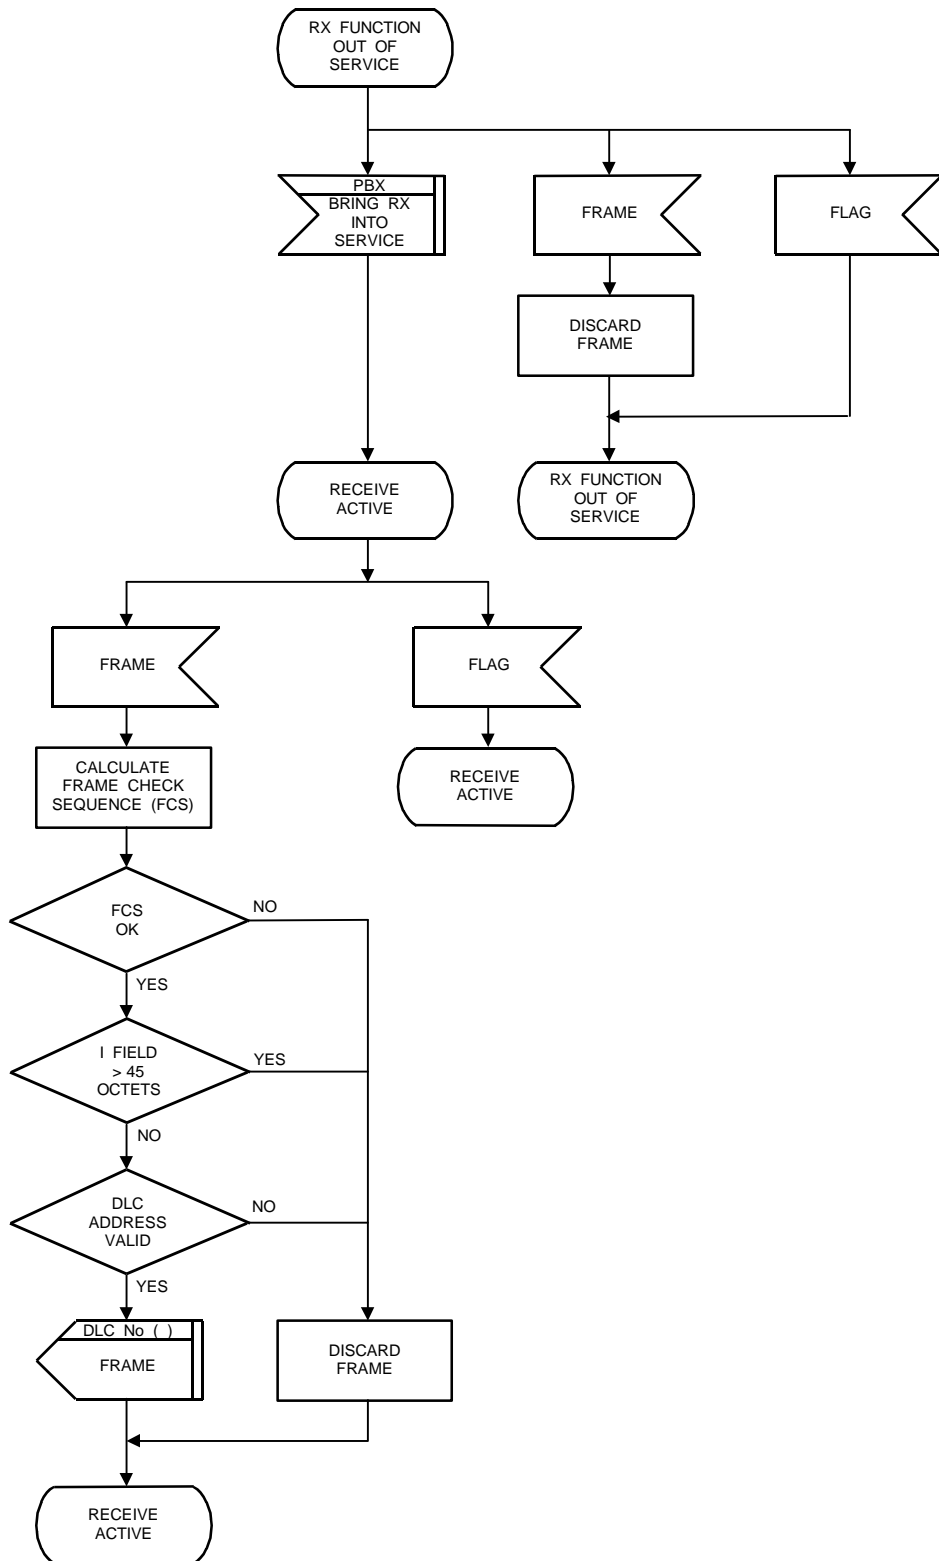 RX FUNCTION
OUT OF
SERVICE
PBX
BRING RX
INTO
SERVICE
FRAME
FLAG
DISCARD
FRAME
RECEIVE
ACTIVE
RX FUNCTION
OUT OF
SERVICE
FRAME
FLAG
CALCULATE
FRAME CHECK
SEQUENCE (FCS)
RECEIVE
ACTIVE
FCS
OK
NO
YES
I FIELD
> 45
OCTETS
YES
NO
DLC
ADDRESS
VALID
NO
YES
DLC No ( )
FRAME
DISCARD
FRAME
RECEIVE
ACTIVE